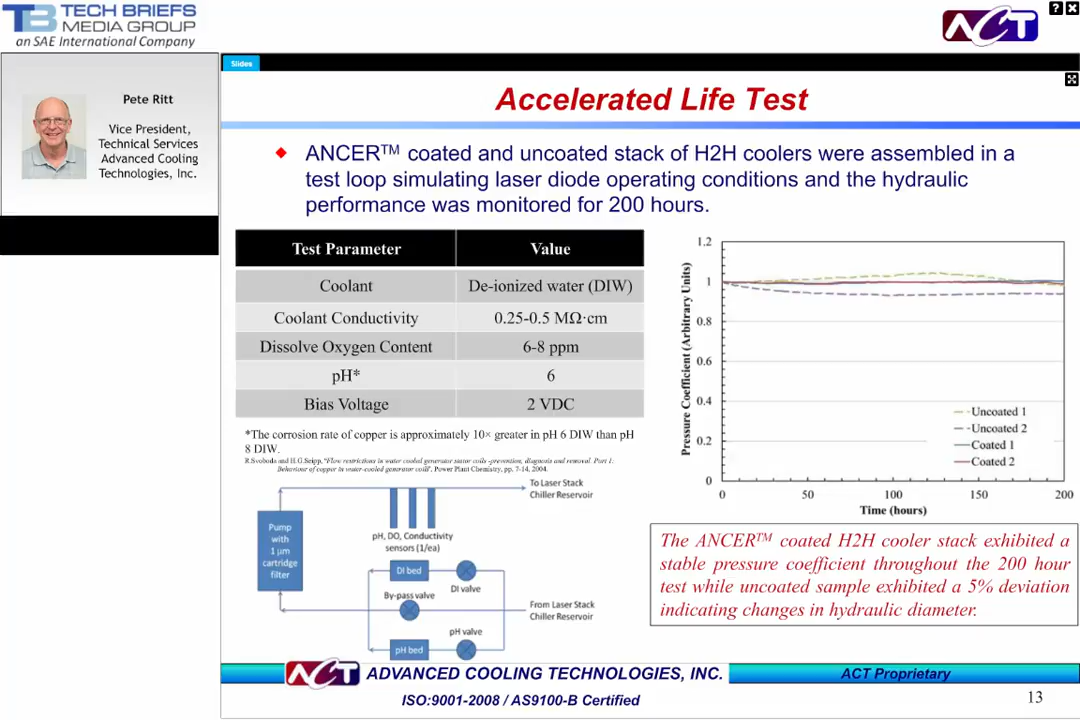 TECH BRIEFS
MEDIA GROUP
an SAE International Company
ACT
Pete Ritt
Vice President,
Technical Services
Advanced Cooling
Technologies, Inc.
Slides
Accelerated Life Test
ANCER™ coated and uncoated stack of H2H coolers were assembled in a
test loop simulating laser diode operating conditions and the hydraulic
performance was monitored for 200 hours.
Test Parameter Value
Coolant De-ionized water (DIW)
Coolant Conductivity 0.25-0.5 MΩ·cm
Dissolve Oxygen Content 6-8 ppm
pH* 6
Bias Voltage 2 VDC
*The corrosion rate of copper is approximately 10× greater in pH 6 DIW than pH
8 DIW.
R.Svoboda and H.G.Seipp, "Flow restrictions in water cooled generator stator coils -prevention, diagnosis and removal. Part 1:
Behaviour of copper in water-cooled generator coils", Power Plant Chemistry, pp. 7-14, 2004.
To Laser Stack
Chiller Reservoir
Pump
with
1 µm
cartridge
filter
pH, DO, Conductivity
sensors (1/ea)
DI bed
DI valve
By-pass valve
From Laser Stack
Chiller Reservoir
pH valve
pH bed
Pressure Coefficient (Arbitrary Units)
1.2
1
0.8
0.6
0.4
0.2
0
Uncoated 1
Uncoated 2
Coated 1
Coated 2
0 50 100 150 200
Time (hours)
The ANCER™ coated H2H cooler stack exhibited a
stable pressure coefficient throughout the 200 hour
test while uncoated sample exhibited a 5% deviation
indicating changes in hydraulic diameter.
ACT ADVANCED COOLING TECHNOLOGIES, INC. ACT Proprietary
ISO:9001-2008 / AS9100-B Certified
13